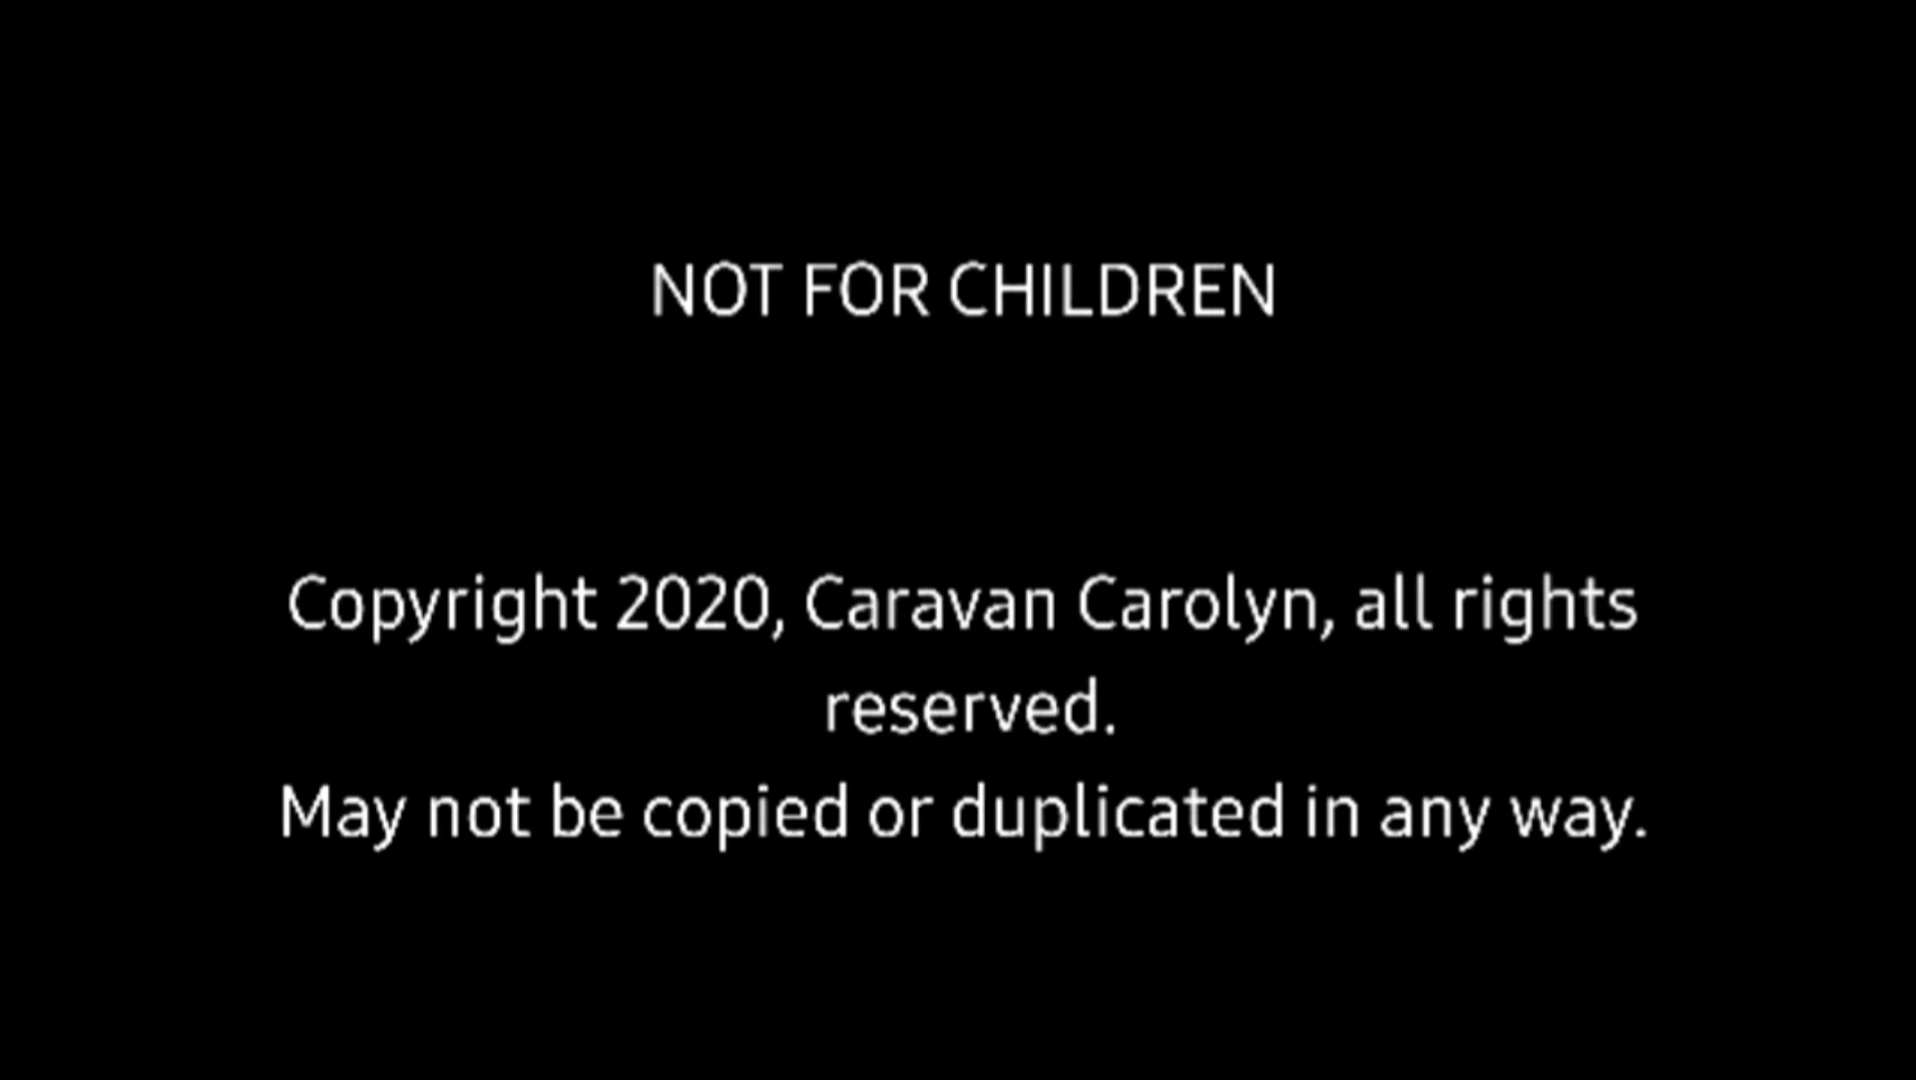 NOT FOR CHILDREN
Copyright 2020, Caravan Carolyn, all rights
reserved.
May not be copied or duplicated in any way.